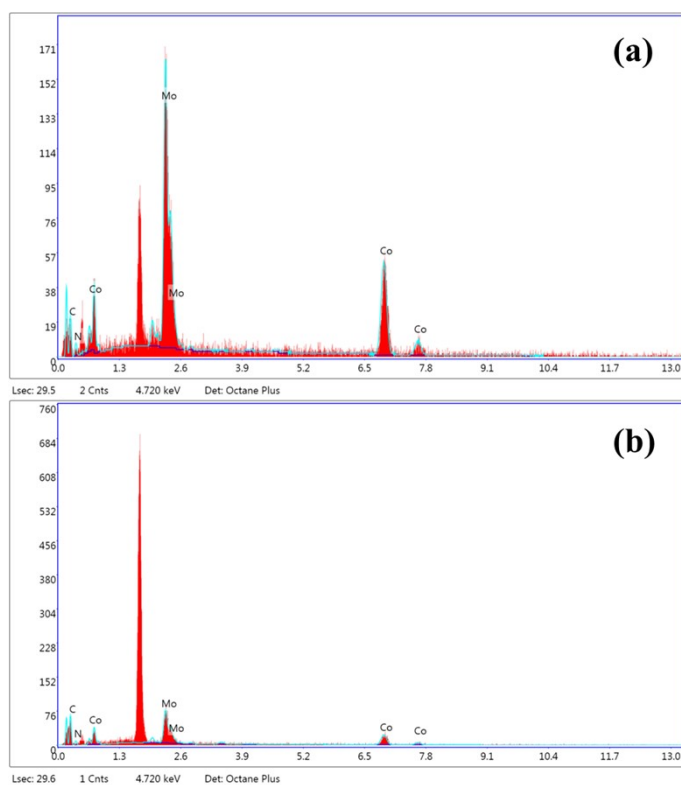 (a)
171
152
133
114
95
76
57
38
19
0
C
N
Co
Mo
Mo
Co
Co
0.0 1.3 2.6 3.9 5.2 6.5 7.8 9.1 10.4 11.7 13.0
Lsec: 29.5 2 Cnts 4.720 keV Det: Octane Plus
(b)
760
684
608
532
456
380
304
228
152
76
0
C
N
Co
Mo
Mo
Co
Co
0.0 1.3 2.6 3.9 5.2 6.5 7.8 9.1 10.4 11.7 13.0
Lsec: 29.6 1 Cnts 4.720 keV Det: Octane Plus